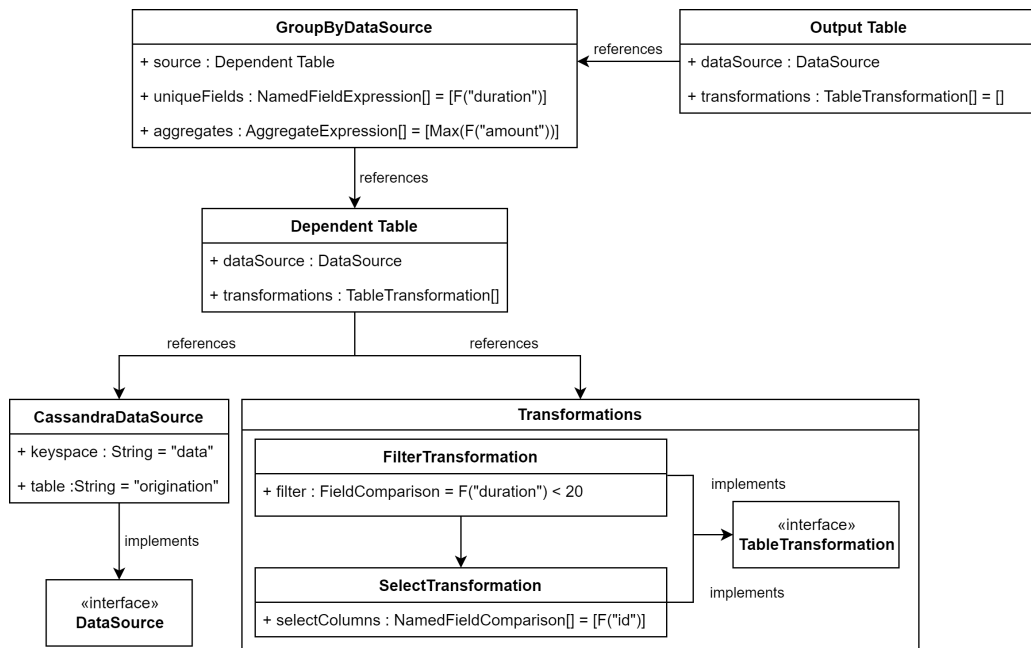 GroupByDataSource
+ source : Dependent Table
+ uniqueFields : NamedFieldExpression[] = [F("duration")]
+ aggregates : AggregateExpression[] = [Max(F("amount"))]
references
Output Table
+ dataSource : DataSource
+ transformations : TableTransformation[] = []
references
Dependent Table
+ dataSource : DataSource
+ transformations : TableTransformation[]
references
references
CassandraDataSource
+ keyspace : String = "data"
+ table :String = "origination"
implements
«interface»
DataSource
Transformations
FilterTransformation
+ filter : FieldComparison = F("duration") < 20
implements
«interface»
TableTransformation
SelectTransformation
+ selectColumns : NamedFieldComparison[] = [F("id")]
implements